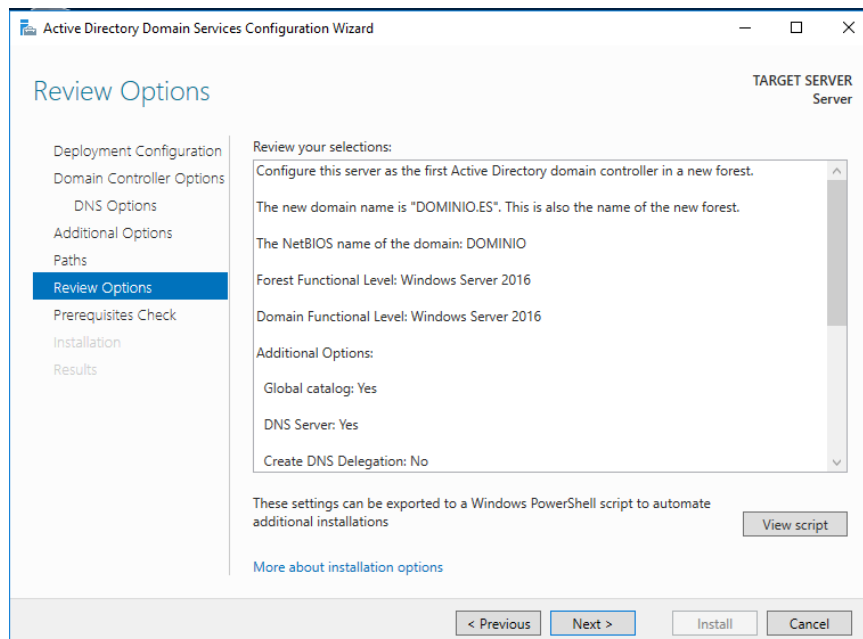 Active Directory Domain Services Configuration Wizard
Review Options
TARGET SERVER
Server
Deployment Configuration
Domain Controller Options
DNS Options
Additional Options
Paths
Review Options
Prerequisites Check
Installation
Results
Review your selections:
Configure this server as the first Active Directory domain controller in a new forest.
The new domain name is "DOMINIO.ES". This is also the name of the new forest.
The NetBIOS name of the domain: DOMINIO
Forest Functional Level: Windows Server 2016
Domain Functional Level: Windows Server 2016
Additional Options:
Global catalog: Yes
DNS Server: Yes
Create DNS Delegation: No
These settings can be exported to a Windows PowerShell script to automate
additional installations
View script
More about installation options
< Previous
Next >
Install
Cancel